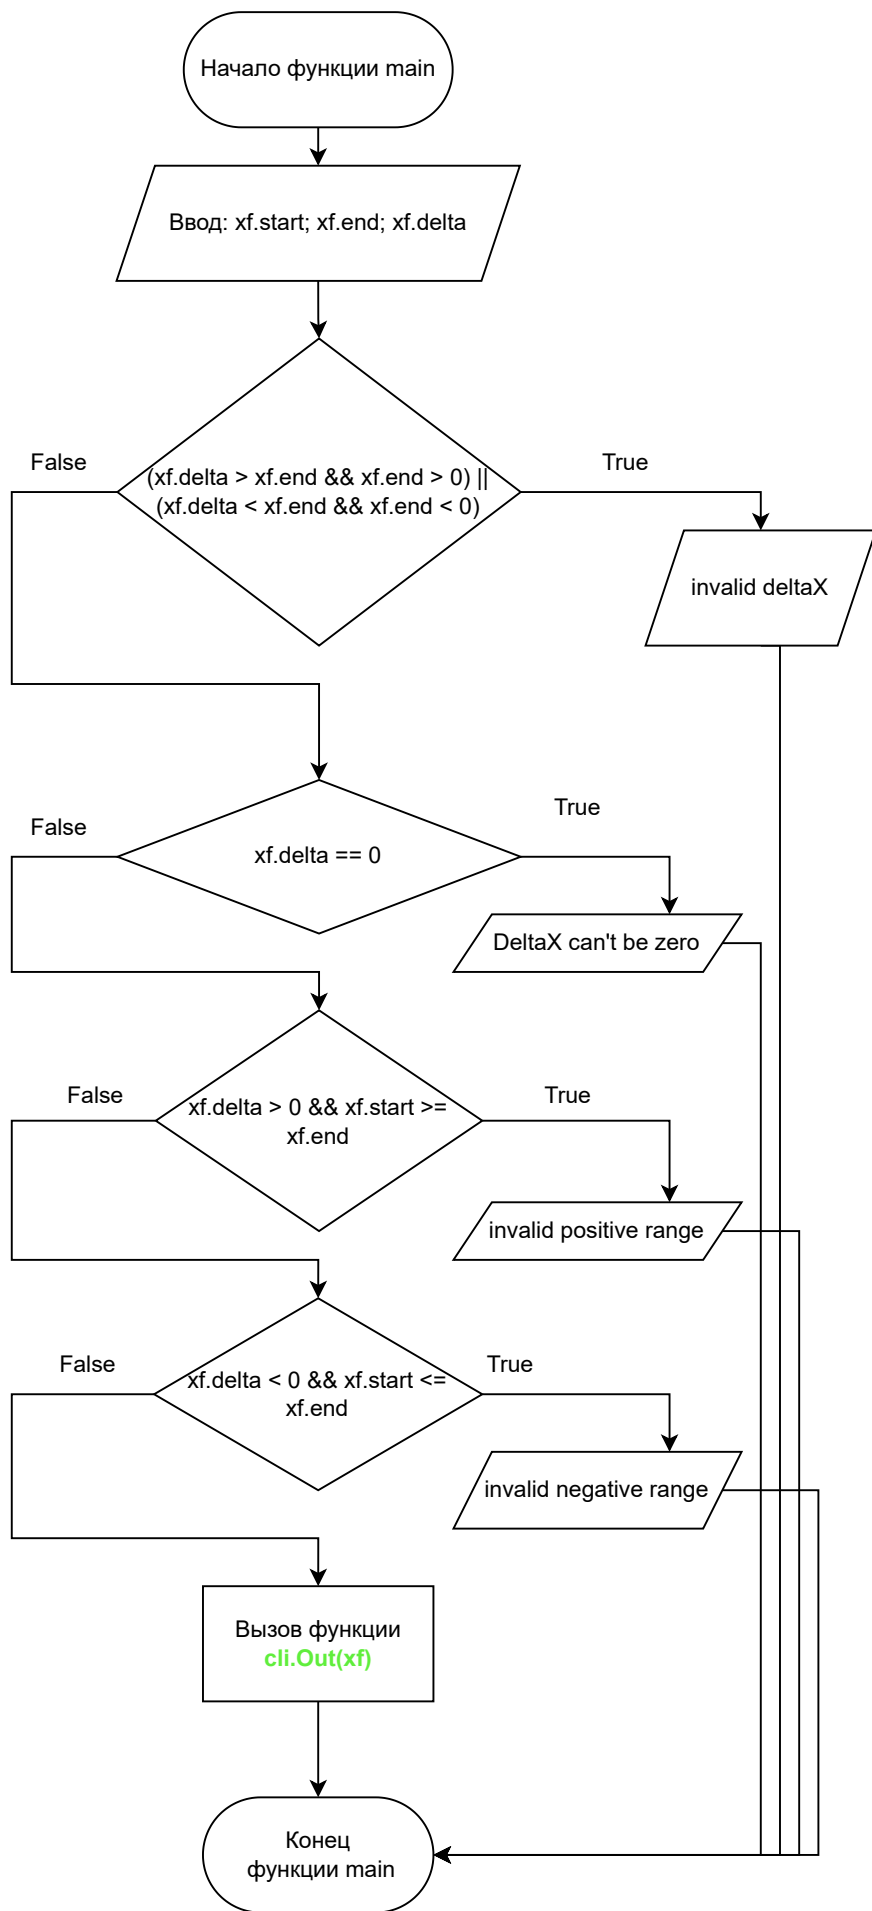 Начало функции main
Ввод: xf.start; xf.end; xf.delta
False
True
(xf.delta > xf.end && xf.end > 0) ||
(xf.delta < xf.end && xf.end < 0)
invalid deltaX
False
True
xf.delta == 0
DeltaX can't be zero
False
True
xf.delta > 0 && xf.start >=
xf.end
invalid positive range
False
True
xf.delta < 0 && xf.start <=
xf.end
invalid negative range
Вызов функции
cli.Out(xf)
Конец
функции main